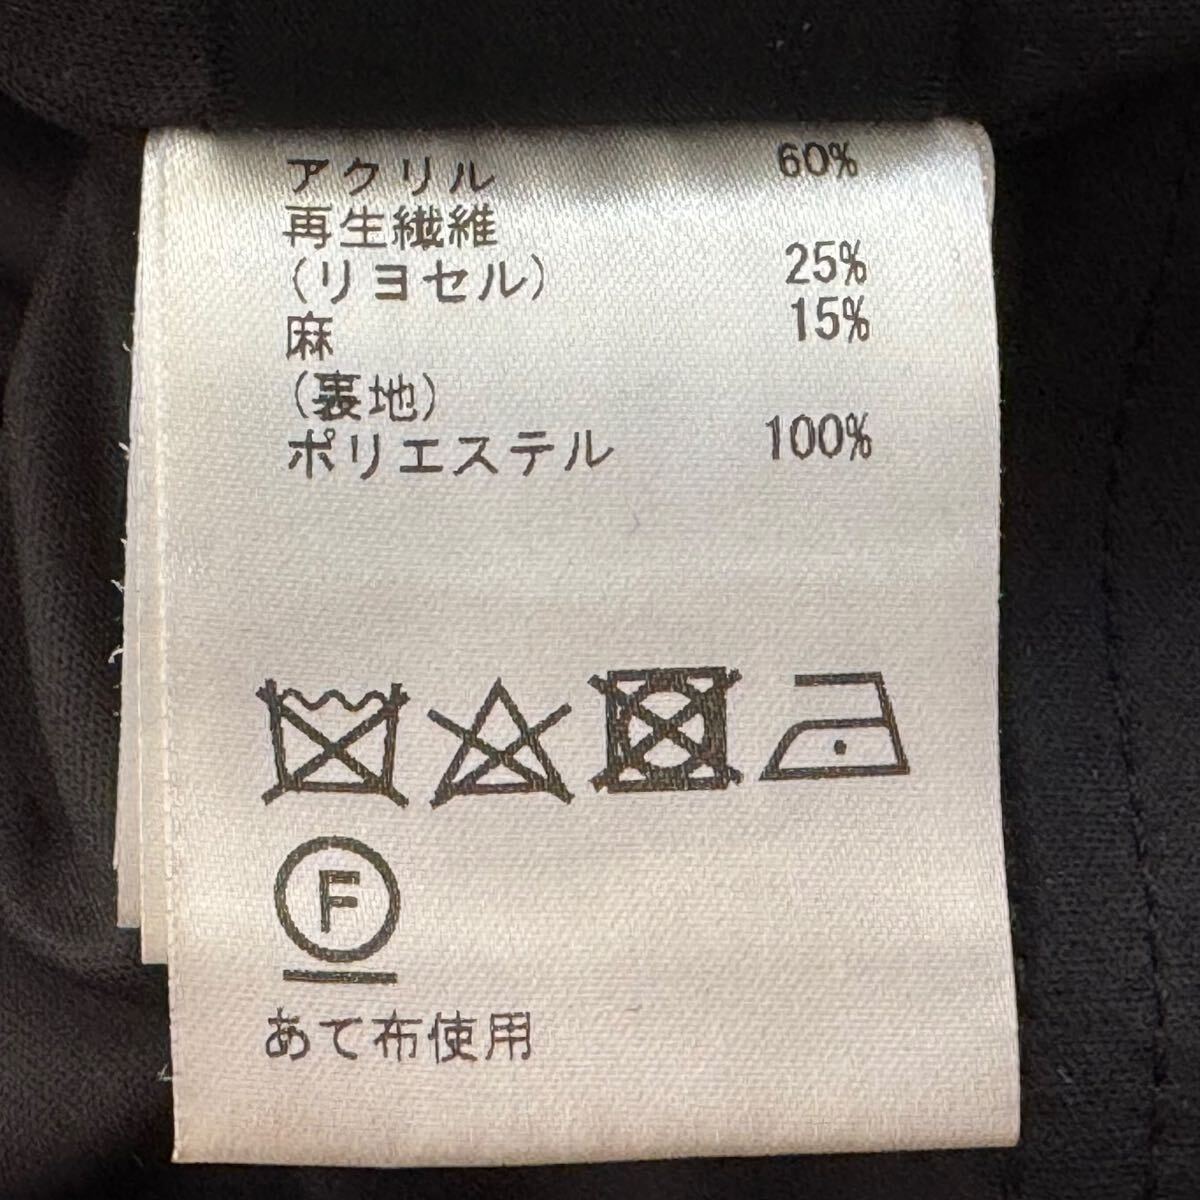 アクリル 60%
再生繊維
(リヨセル) 25%
麻 15%
(裏地)
ポリエステル 100%
F
あて布使用